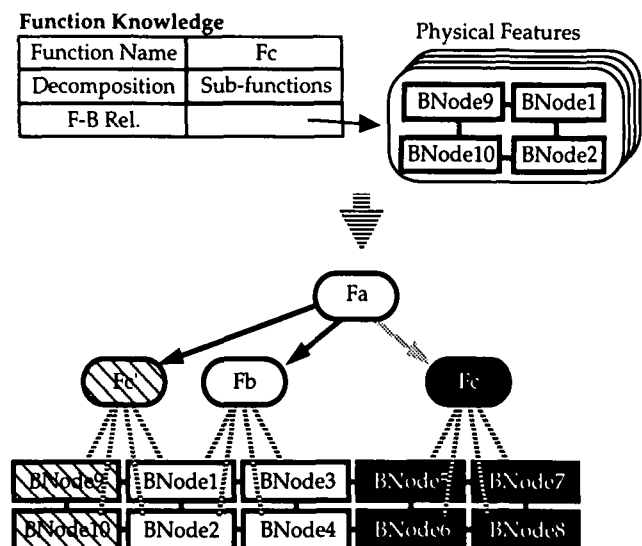 Function Knowledge
Physical Features
Function Name Fc
Decomposition Sub-functions
F-B Rel.
BNode9 BNode1
BNode10 BNode2
Fa
Fc' Fb Fc
BNode9 BNode1 BNode3 BNode5 BNode7
BNode10 BNode2 BNode4 BNode6 BNode8